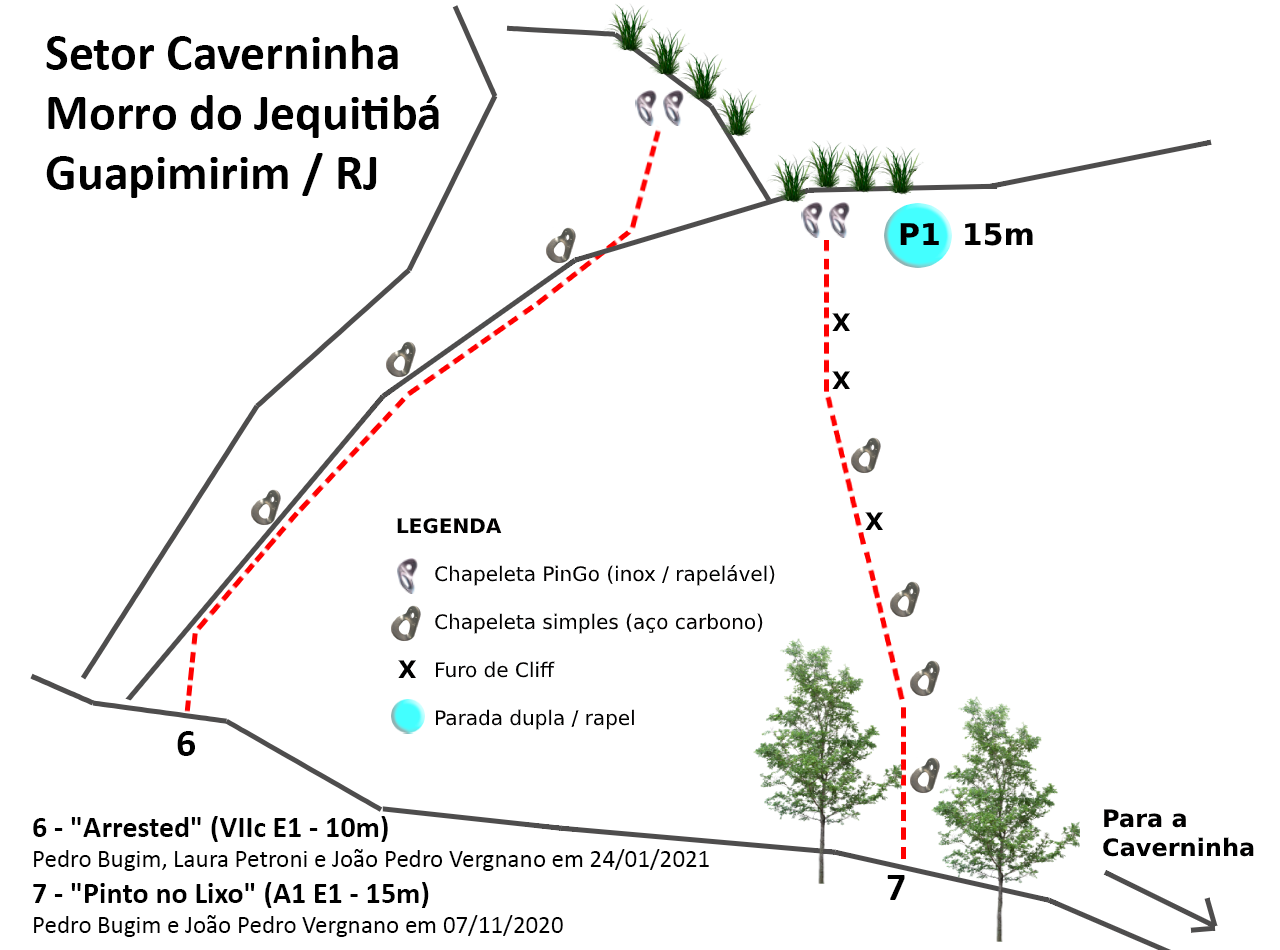 Setor Caverninha
Morro do Jequitibá
Guapimirim / RJ
P1 15m
X
X
X
LEGENDA
Chapeleta PinGo (inox / rapelável)
Chapeleta simples (aço carbono)
X Furo de Cliff
Parada dupla / rapel
6
7
Para a
Caverninha
6 - "Arrested" (VIIc E1 - 10m)
Pedro Bugim, Laura Petroni e João Pedro Vergnano em 24/01/2021
7 - "Pinto no Lixo" (A1 E1 - 15m)
Pedro Bugim e João Pedro Vergnano em 07/11/2020